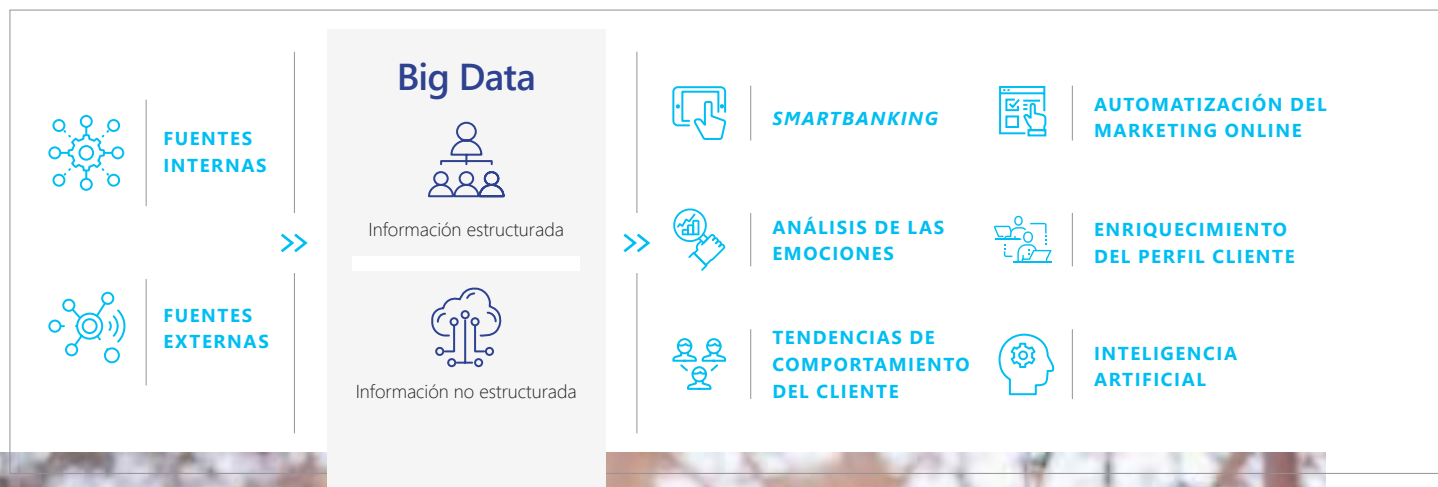 FUENTES
INTERNAS
FUENTES
EXTERNAS
Big Data
Información estructurada
Información no estructurada
SMARTBANKING
ANÁLISIS DE LAS
EMOCIONES
TENDENCIAS DE
COMPORTAMIENTO
DEL CLIENTE
AUTOMATIZACIÓN DEL
MARKETING ONLINE
ENRIQUECIMIENTO
DEL PERFIL CLIENTE
INTELIGENCIA
ARTIFICIAL